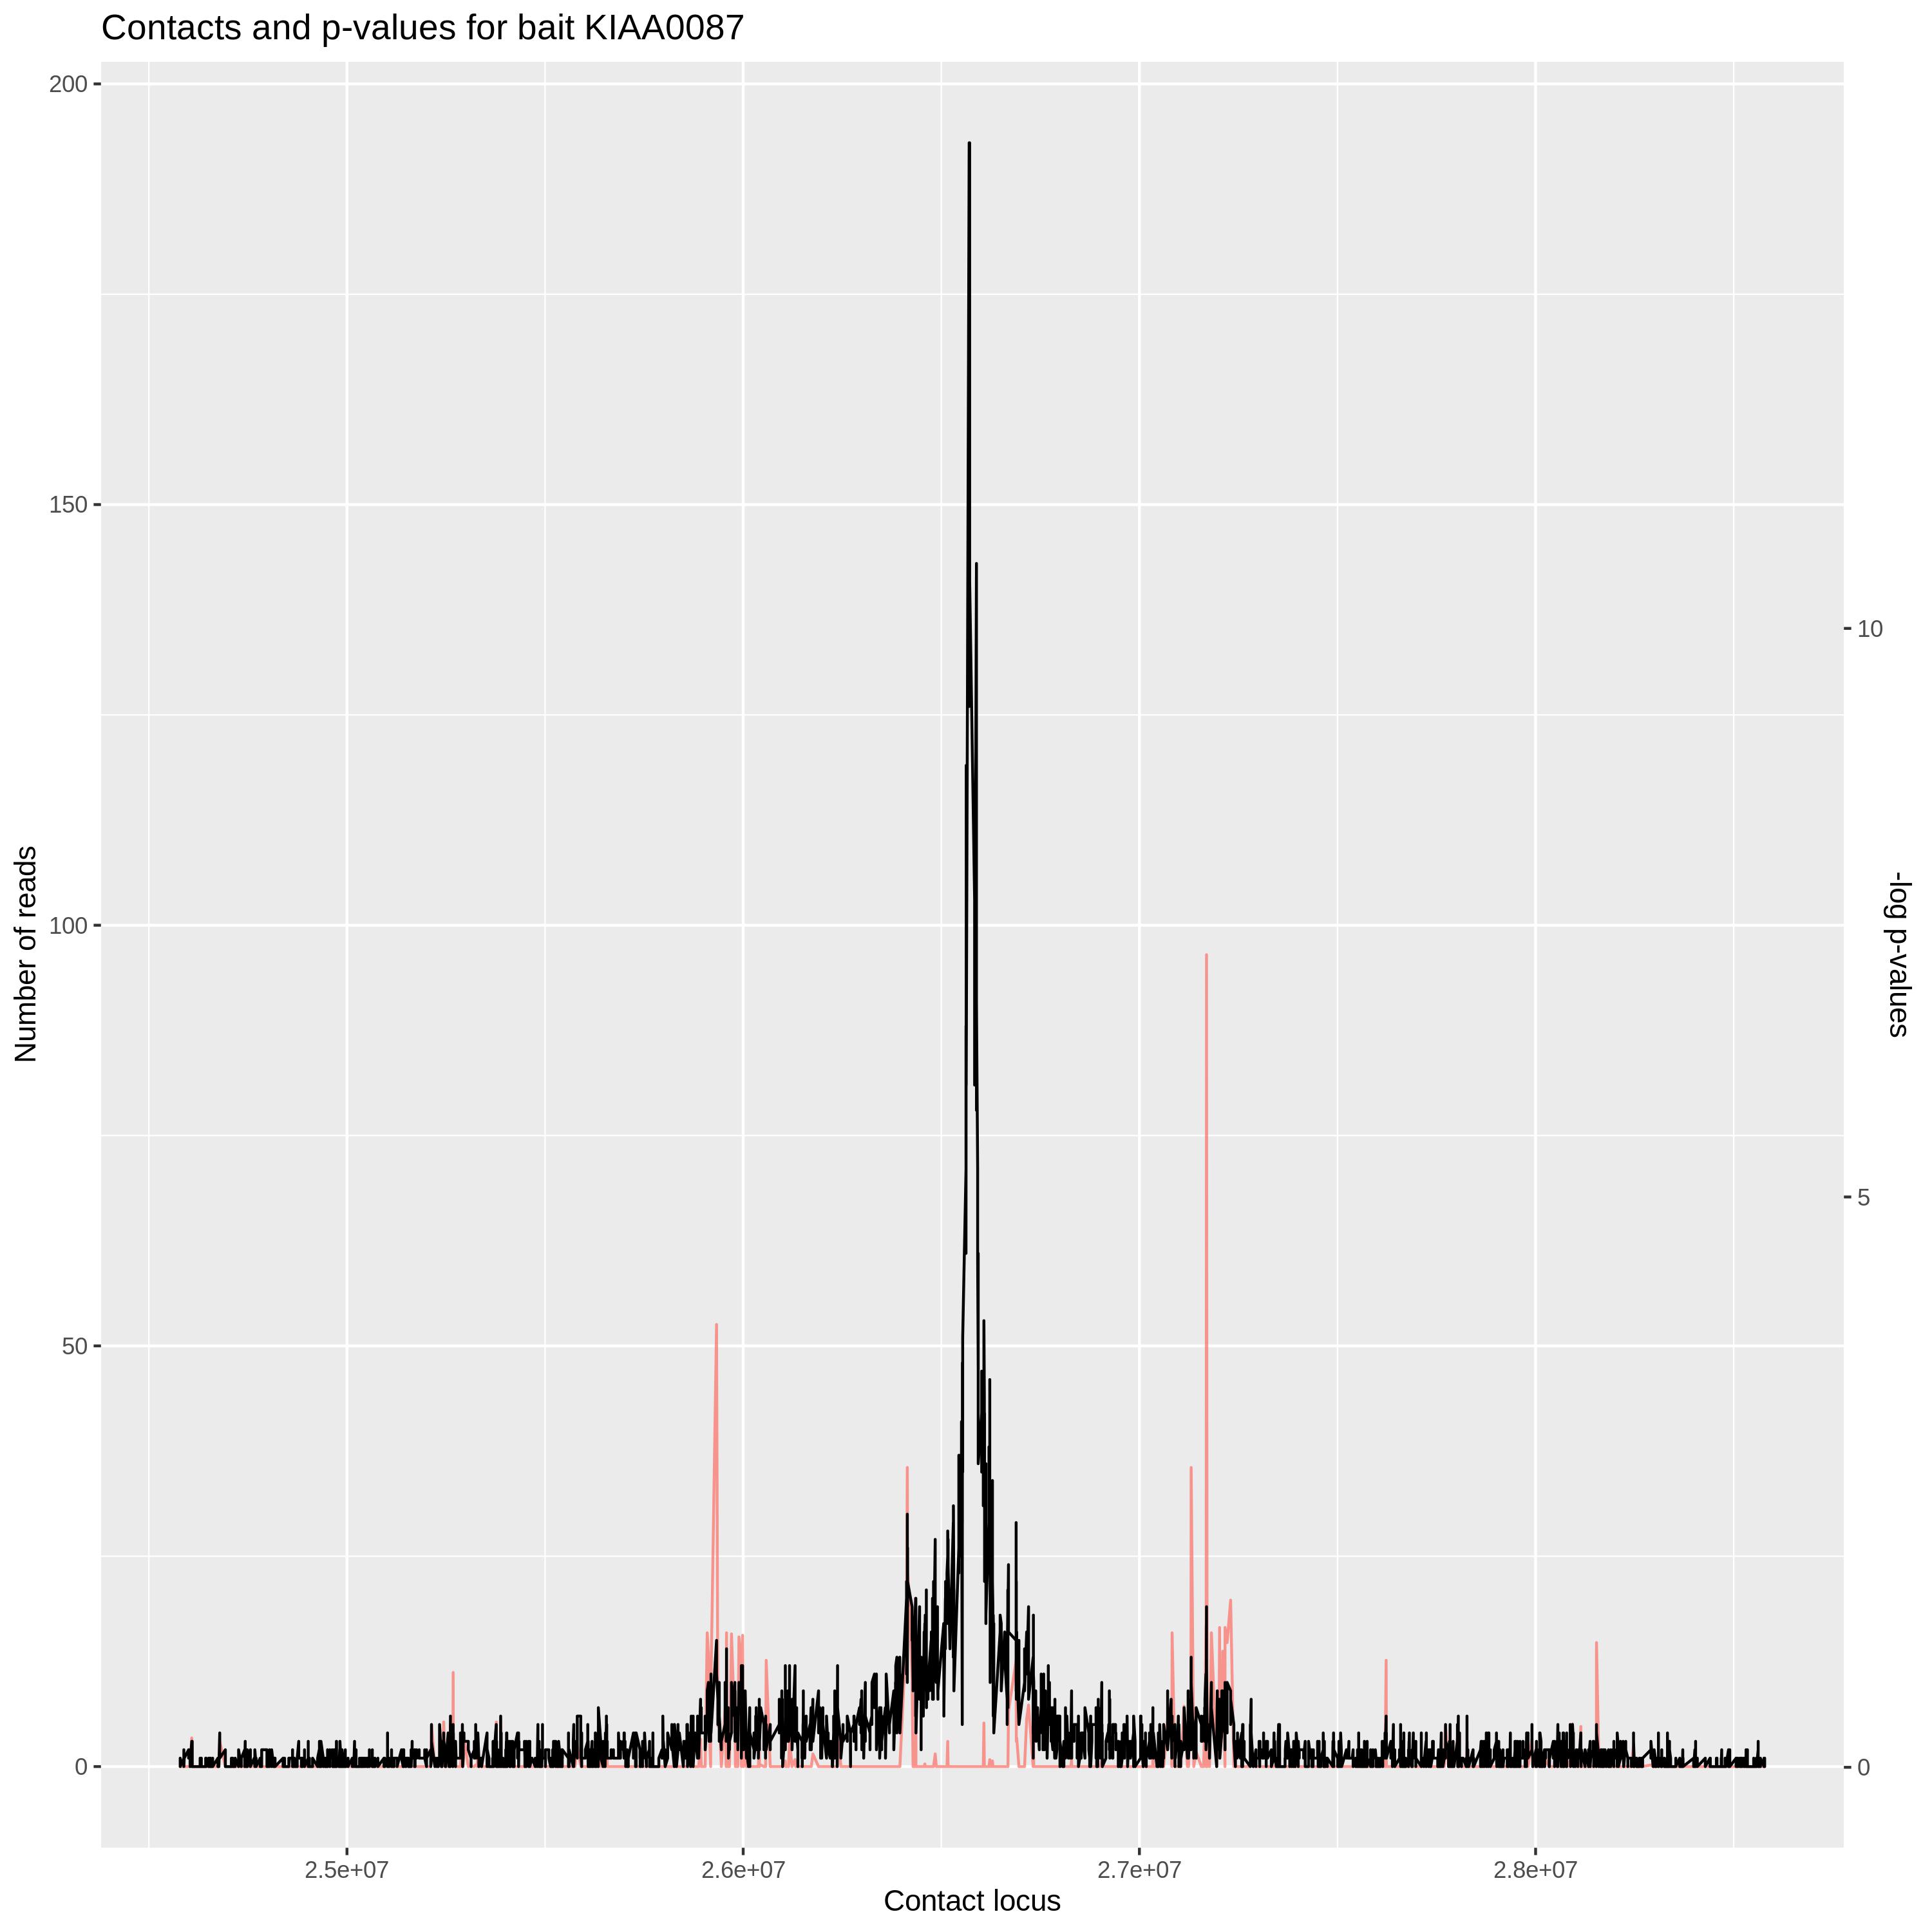 Contacts and p-values for bait KIAA0087
200
150
100
50
0
Number of reads
10
5
0
-log p-values
2.5e+07
2.6e+07
2.7e+07
2.8e+07
Contact locus